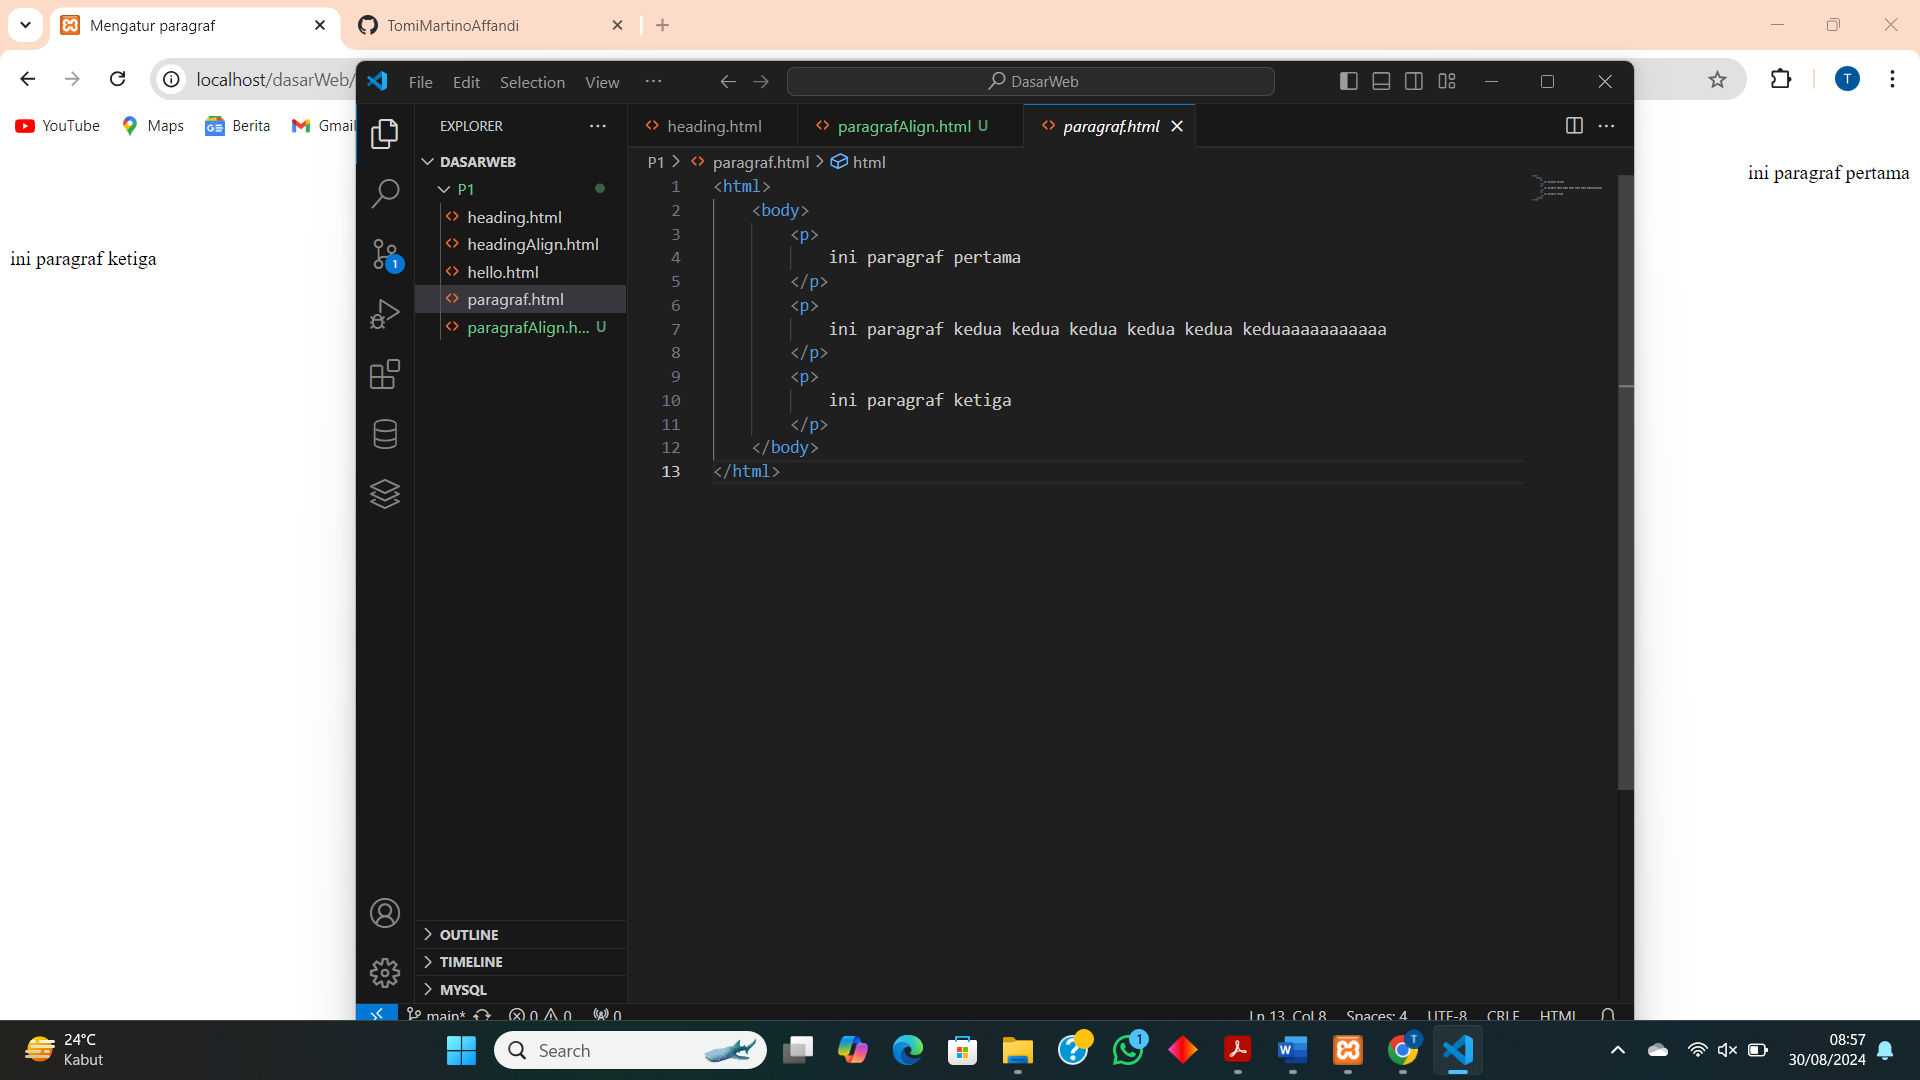 Mengatur paragraf
TomiMartinoAffandi
localhost/dasarWeb/
File Edit Selection View ...
DasarWeb
T
YouTube Maps Berita Gmail
EXPLORER
heading.html
paragrafAlign.html U
paragraf.html
DASARWEB
P1
heading.html
headingAlign.html
hello.html
paragraf.html
paragrafAlign.h... U
1
P1 > paragraf.html > html
1 <html>
2 <body>
3 <p>
4 ini paragraf pertama
5 </p>
6 <p>
7 ini paragraf kedua kedua kedua kedua kedua keduaaaaaaaaaaa
8 </p>
9 <p>
10 ini paragraf ketiga
11 </p>
12 </body>
13 </html>
ini paragraf pertama
ini paragraf ketiga
OUTLINE
TIMELINE
MYSQL
main* 0 0 0
Ln 13, Col 8 Spaces: 4 UTF-8 CRLF HTML
24°C
Kabut
Search
1
T
08:57
30/08/2024